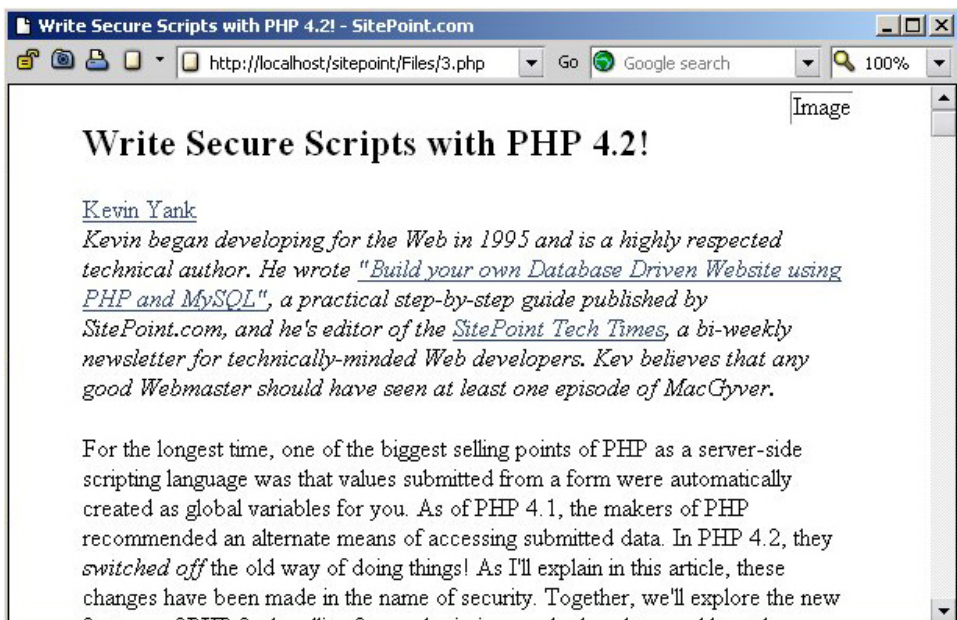 Write Secure Scripts with PHP 4.2! - SitePoint.com
http://localhost/sitepoint/Files/3.php Go Google search 100%
Image
Write Secure Scripts with PHP 4.2!
Kevin Yank
Kevin began developing for the Web in 1995 and is a highly respected
technical author. He wrote "Build your own Database Driven Website using
PHP and MySQL", a practical step-by-step guide published by
SitePoint.com, and he's editor of the SitePoint Tech Times, a bi-weekly
newsletter for technically-minded Web developers. Kev believes that any
good Webmaster should have seen at least one episode of MacGyver.
For the longest time, one of the biggest selling points of PHP as a server-side
scripting language was that values submitted from a form were automatically
created as global variables for you. As of PHP 4.1, the makers of PHP
recommended an alternate means of accessing submitted data. In PHP 4.2, they
switched off the old way of doing things! As I'll explain in this article, these
changes have been made in the name of security. Together, we'll explore the new